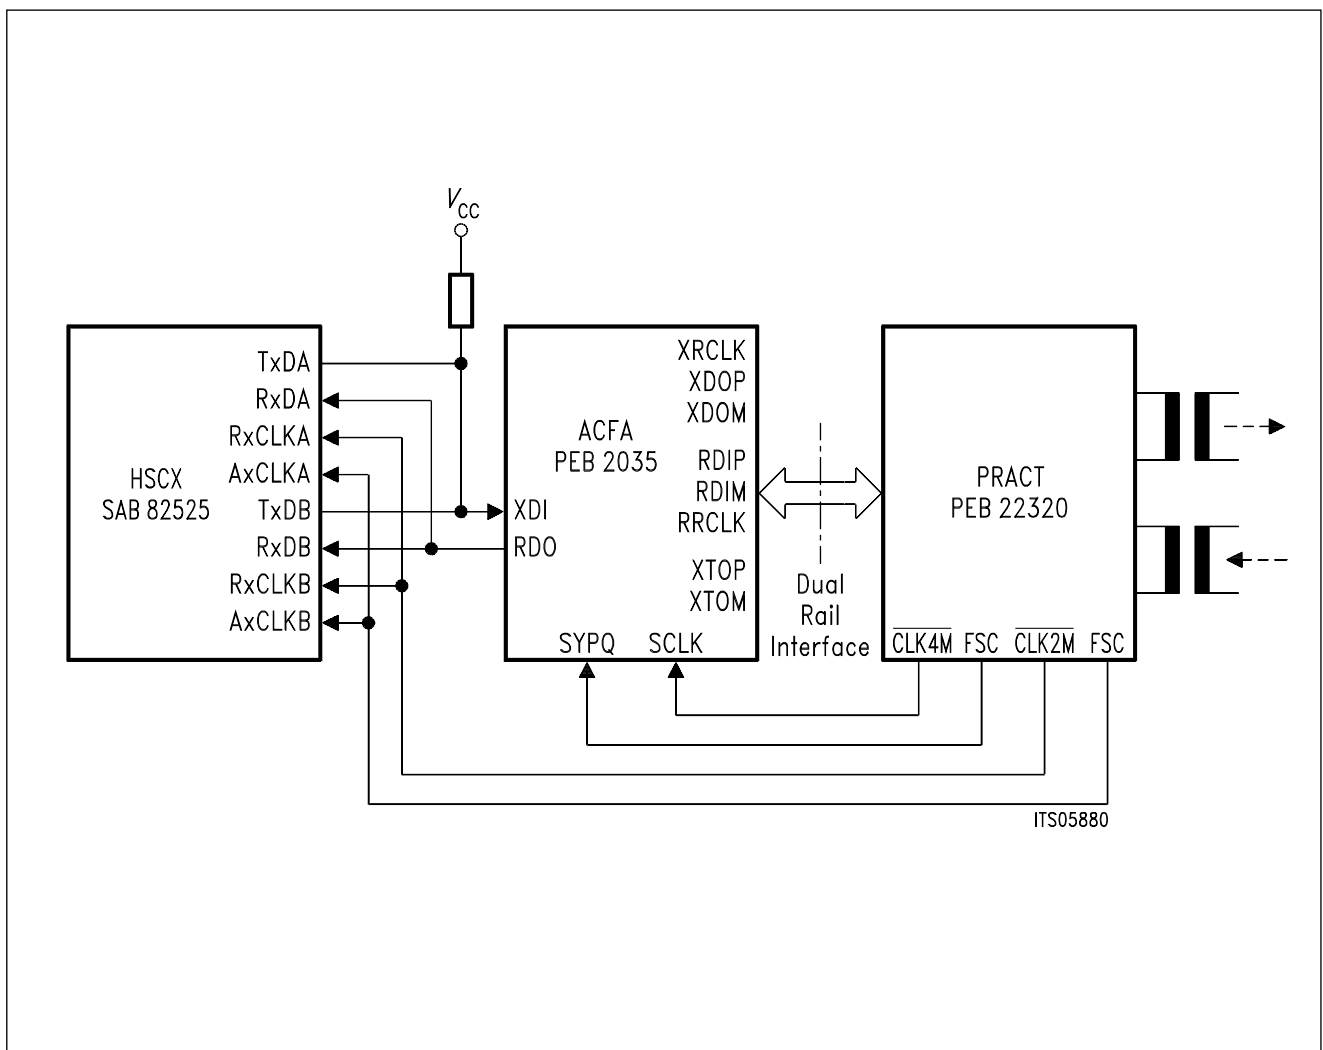 VCC
TxDA
RxDA
RxCLKA
AxCLKA
TxDB
RxDB
RxCLKB
AxCLKB
HSCX
SAB 82525
XRCLK
XDOP
XDOM
ACFA
PEB 2035
RDIP
RDIM
RRCLK
XDI
RDO
XTOP
XTOM
SYPQ SCLK
Dual
Rail
Interface
PRACT
PEB 22320
CLK4M FSC CLK2M FSC
ITS05880